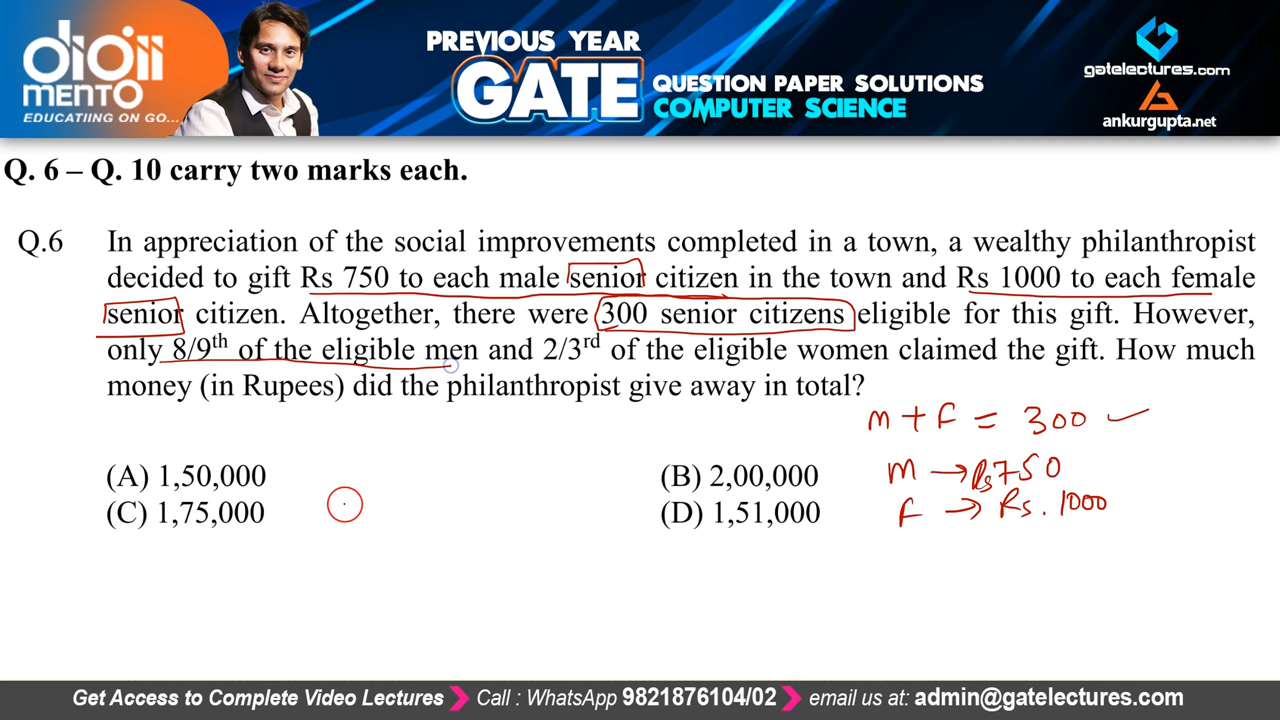 dioii
MENTO
EDUCATIING ON GO...
PREVIOUS YEAR
GATE
QUESTION PAPER SOLUTIONS
COMPUTER SCIENCE
gatelectures.com
ankurgupta.net
Q. 6 – Q. 10 carry two marks each.
Q.6 In appreciation of the social improvements completed in a town, a wealthy philanthropist
decided to gift Rs 750 to each male senior citizen in the town and Rs 1000 to each female
senior citizen. Altogether, there were 300 senior citizens eligible for this gift. However,
only 8/9th of the eligible men and 2/3rd of the eligible women claimed the gift. How much
money (in Rupees) did the philanthropist give away in total?
m + f = 300
(A) 1,50,000 (B) 2,00,000 m → Rs 750
(C) 1,75,000 (D) 1,51,000 f → Rs. 1000
Get Access to Complete Video Lectures Call : WhatsApp 9821876104/02 email us at: admin@gatelectures.com